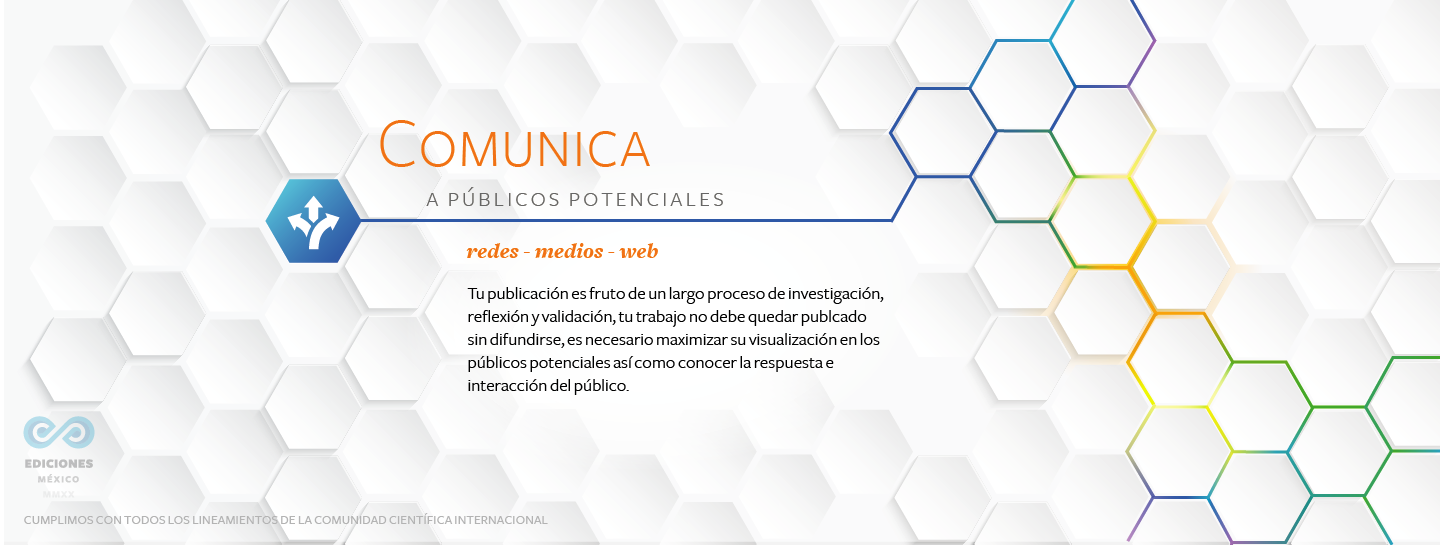 COMUNICA
A PÚBLICOS POTENCIALES
redes - medios - web
Tu publicación es fruto de un largo proceso de investigación,
reflexión y validación, tu trabajo no debe quedar publcado
sin difundirse, es necesario maximizar su visualización en los
públicos potenciales así como conocer la respuesta e
interacción del público.
EDICIONES
MÉXICO
MMXX
CUMPLIMOS CON TODOS LOS LINEAMIENTOS DE LA COMUNIDAD CIENTÍFICA INTERNACIONAL